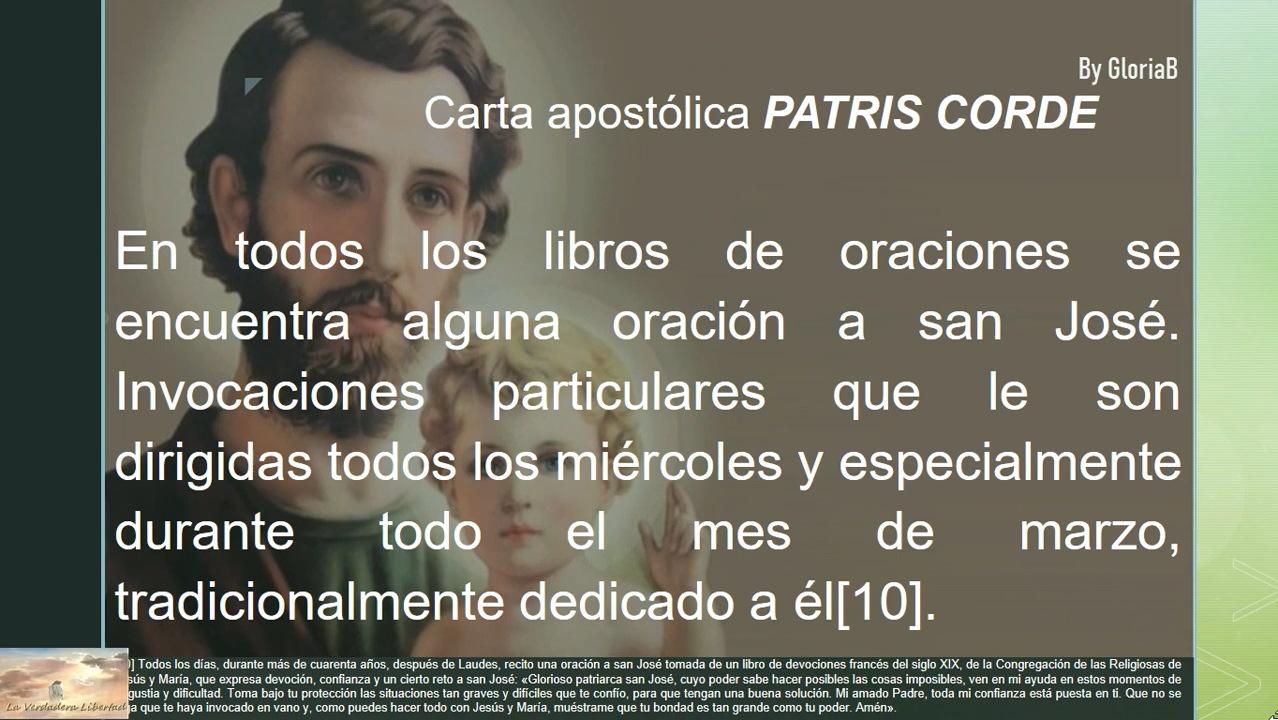 By GloriaB
Carta apostólica PATRIS CORDE
En todos los libros de oraciones se
encuentra alguna oración a san José.
Invocaciones particulares que le son
dirigidas todos los miércoles y especialmente
durante todo el mes de marzo,
tradicionalmente dedicado a él[10].
] Todos los días, durante más de cuarenta años, después de Laudes, recito una oración a san José tomada de un libro de devociones francés del siglo XIX, de la Congregación de las Religiosas de
sús y María, que expresa devoción, confianza y un cierto reto a san José: «Glorioso patriarca san José, cuyo poder sabe hacer posibles las cosas imposibles, ven en mi ayuda en estos momentos de
gustia y dificultad. Toma bajo tu protección las situaciones tan graves y difíciles que te confío, para que tengan una buena solución. Mi amado Padre, toda mi confianza está puesta en ti. Que no se
a que te haya invocado en vano y, como puedes hacer todo con Jesús y María, muéstrame que tu bondad es tan grande como tu poder. Amén».
La Verdadera Libertad